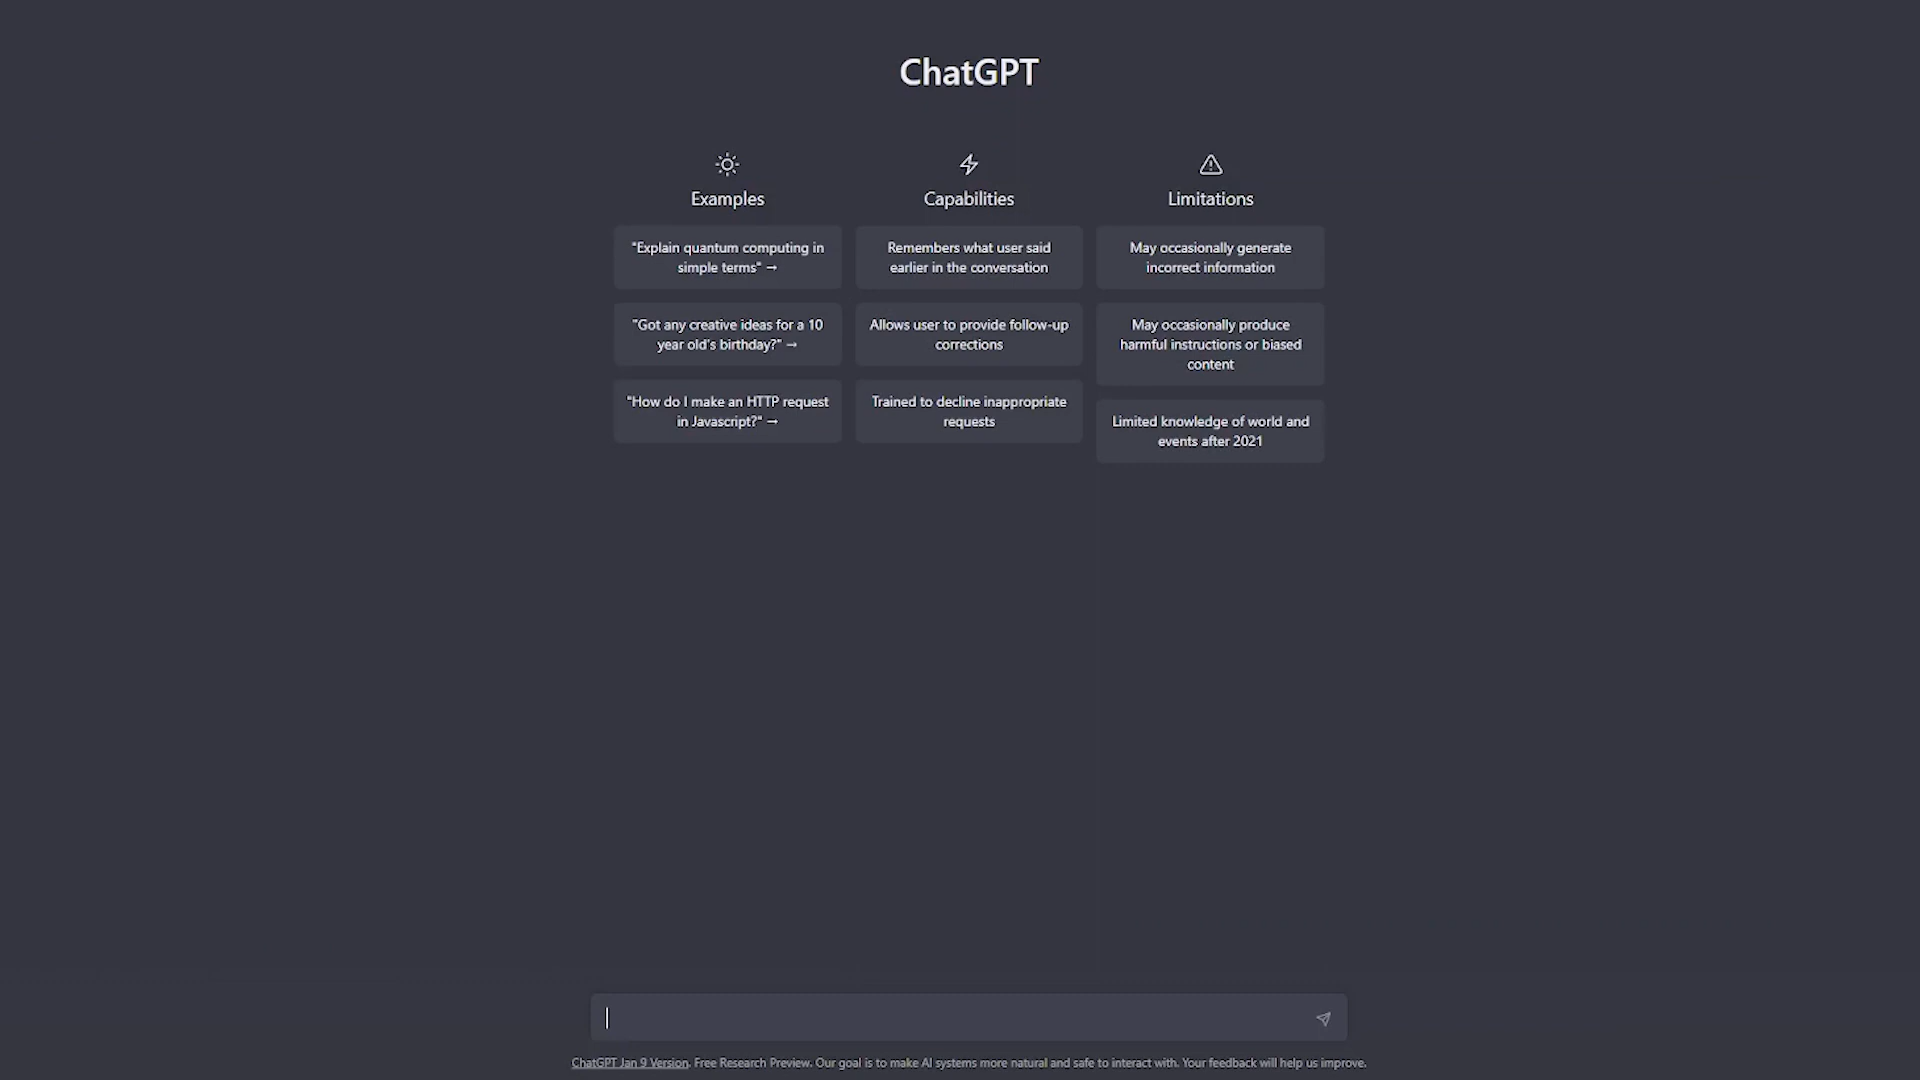 ChatGPT
Examples
"Explain quantum computing in
simple terms" →
"Got any creative ideas for a 10
year old's birthday?" →
"How do I make an HTTP request
in Javascript?" →
Capabilities
Remembers what user said
earlier in the conversation
Allows user to provide follow-up
corrections
Trained to decline inappropriate
requests
Limitations
May occasionally generate
incorrect information
May occasionally produce
harmful instructions or biased
content
Limited knowledge of world and
events after 2021
ChatGPT Jan 9 Version. Free Research Preview. Our goal is to make AI systems more natural and safe to interact with. Your feedback will help us improve.